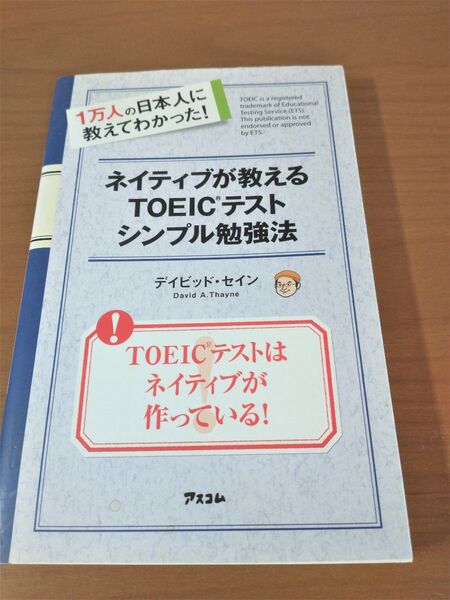 1万人の日本人に
教えてわかった！
TOEIC is a registered
trademark of Educational
Testing Service (ETS).
This publication is not
endorsed or approved
by ETS.
ネイティブが教える
TOEIC®テスト
シンプル勉強法
デイビッド・セイン
David A.Thayne
!
TOEIC®テストは
ネイティブが
作っている！
アスコム